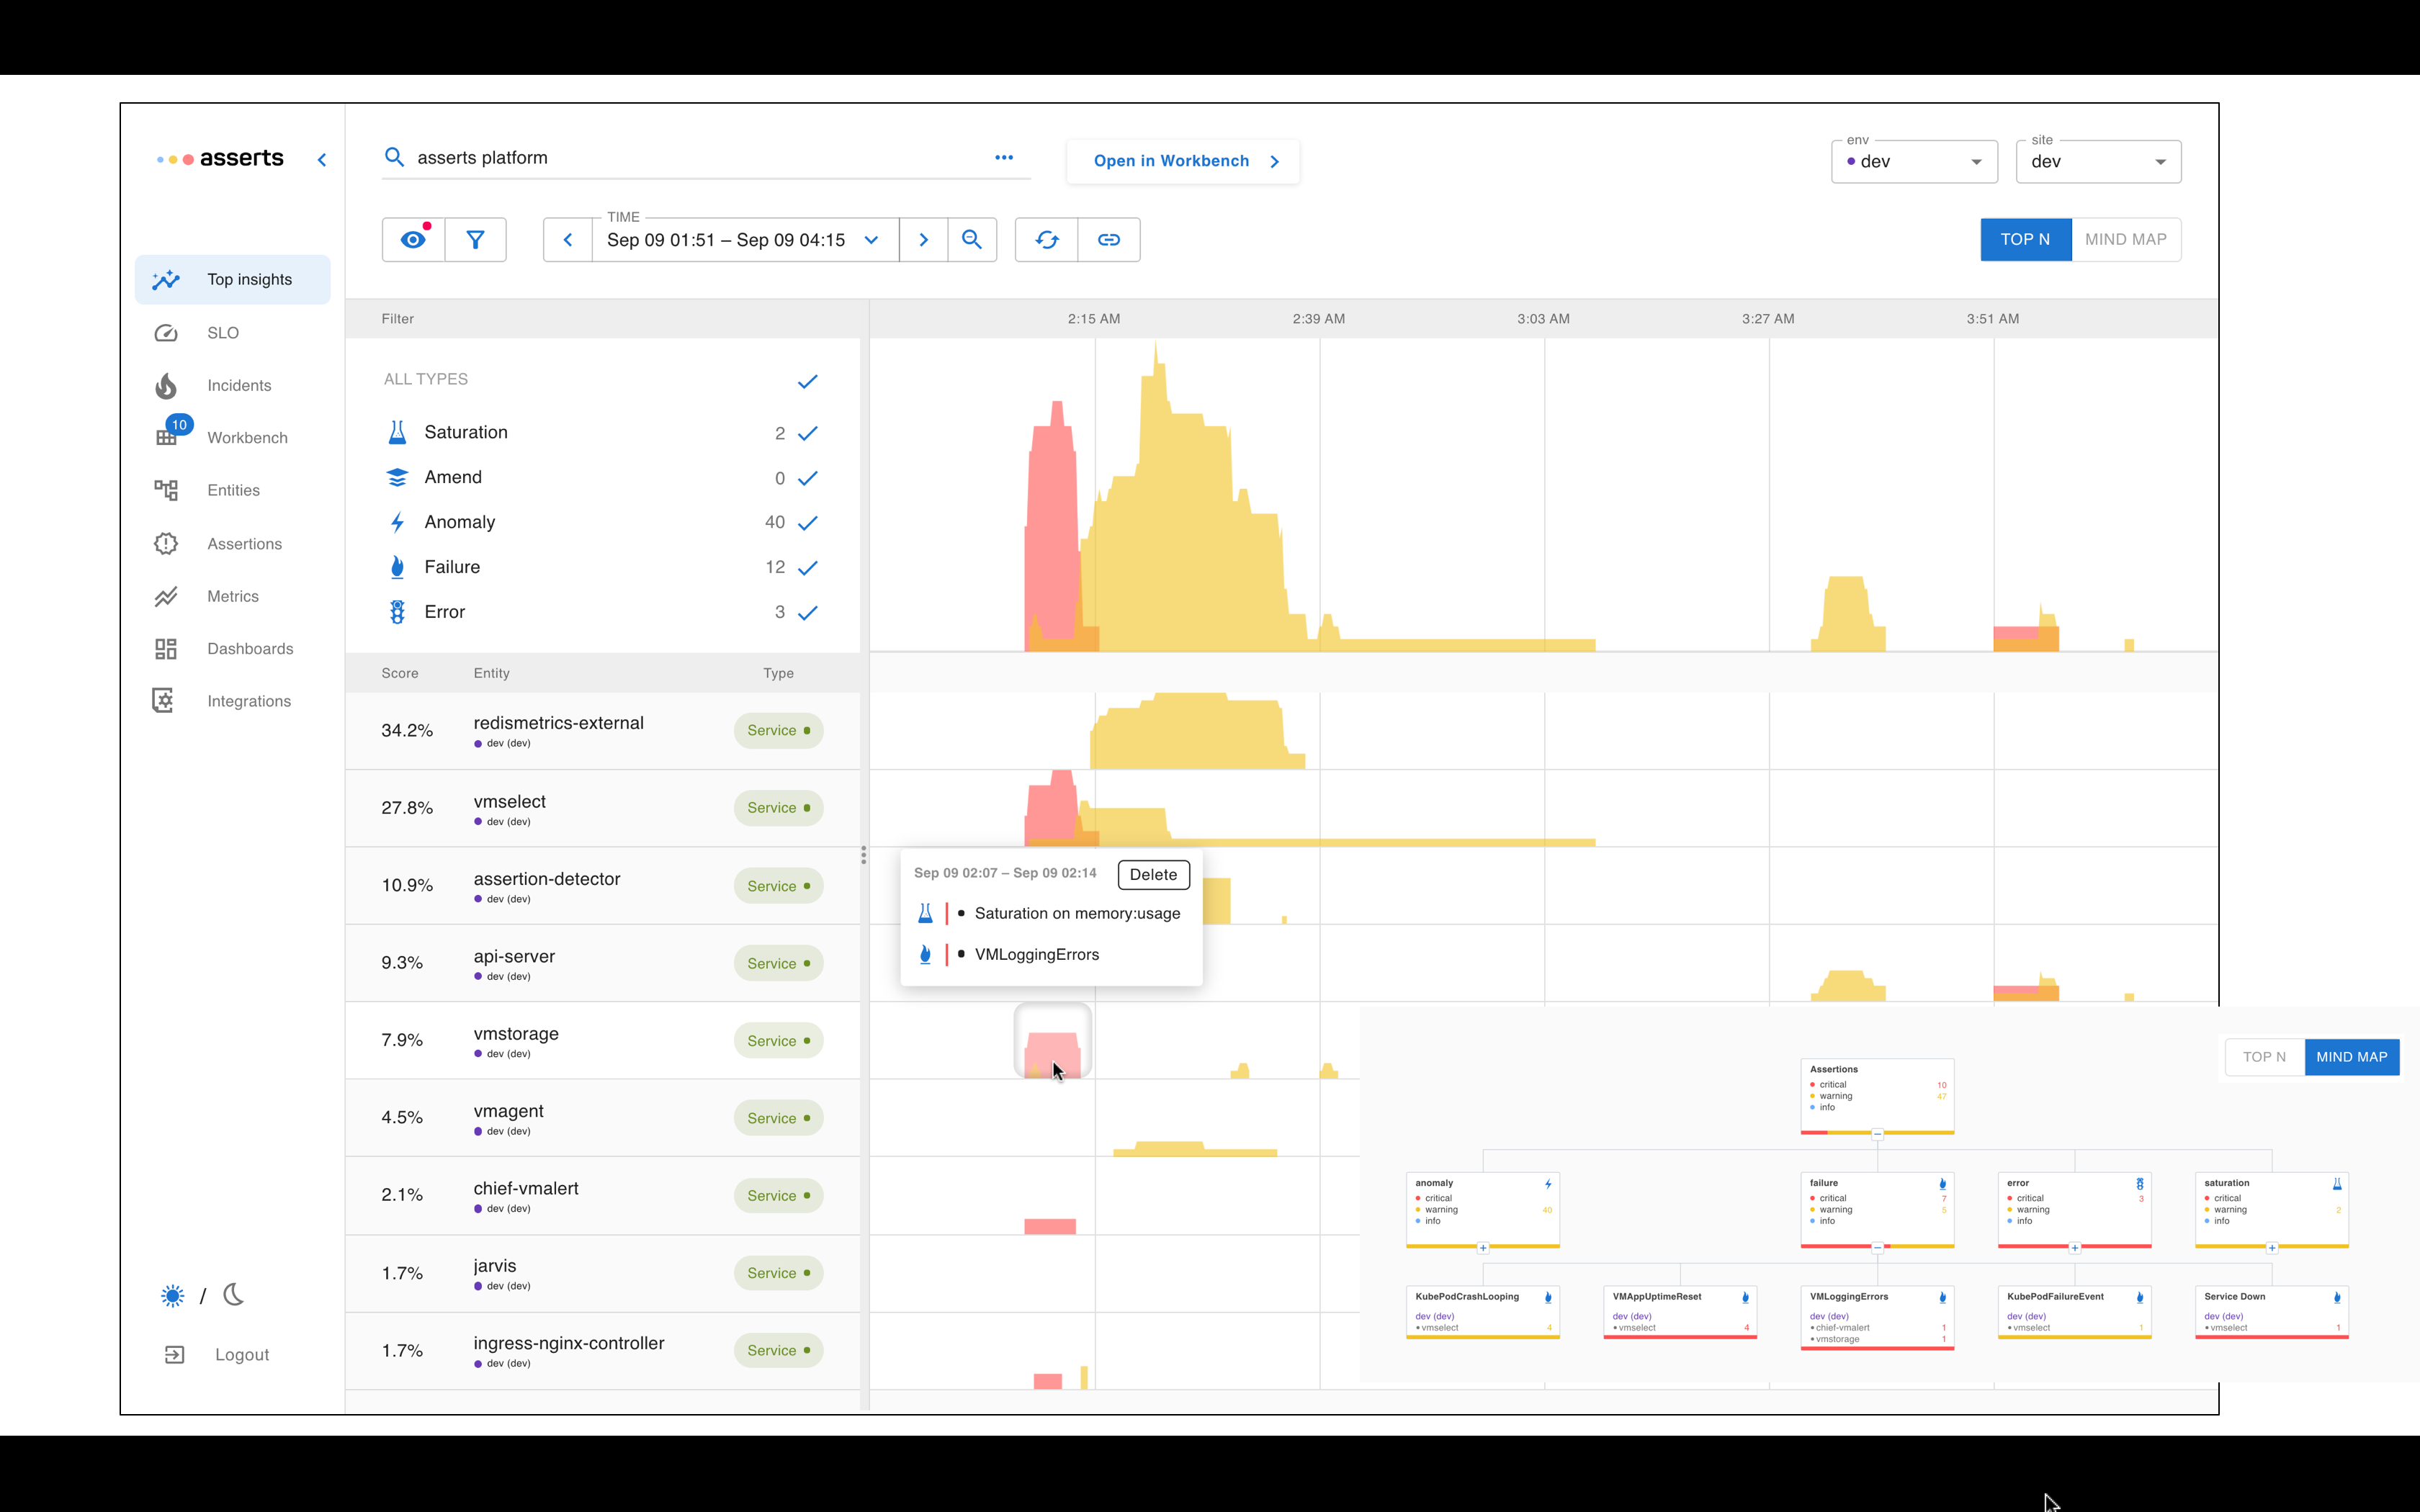 asserts
asserts platform
Open in Workbench
env
dev
site
dev
TIME
Sep 09 01:51 – Sep 09 04:15
TOP N
MIND MAP
Top insights
SLO
Incidents
10
Workbench
Entities
Assertions
Metrics
Dashboards
Integrations
/
Logout
Filter
2:15 AM
2:39 AM
3:03 AM
3:27 AM
3:51 AM
ALL TYPES
Saturation 2
Amend 0
Anomaly 40
Failure 12
Error 3
Score Entity Type
34.2% redismetrics-external Service
dev (dev)
27.8% vmselect Service
dev (dev)
10.9% assertion-detector Service
dev (dev)
9.3% api-server Service
dev (dev)
7.9% vmstorage Service
dev (dev)
4.5% vmagent Service
dev (dev)
2.1% chief-vmalert Service
dev (dev)
1.7% jarvis Service
dev (dev)
1.7% ingress-nginx-controller Service
dev (dev)
Sep 09 02:07 – Sep 09 02:14 Delete
• Saturation on memory:usage
• VMLoggingErrors
TOP N
MIND MAP
Assertions
critical 10
warning 47
info
anomaly
critical
warning 40
info
failure
critical 7
warning 5
info
error
critical 3
warning
info
saturation
critical
warning 2
info
KubePodCrashLooping
dev (dev)
•vmselect 4
VMAppUptimeReset
dev (dev)
•vmselect 4
VMLoggingErrors
dev (dev)
•chief-vmalert 1
•vmstorage 1
KubePodFailureEvent
dev (dev)
•vmselect 1
Service Down
dev (dev)
•vmselect 1